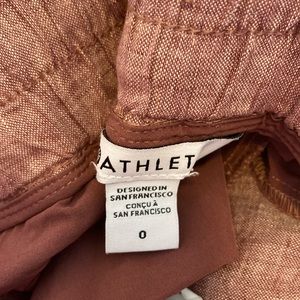 ATHLET
DESIGNED IN
SAN FRANCISCO
CONÇU À
SAN FRANCISCO
0